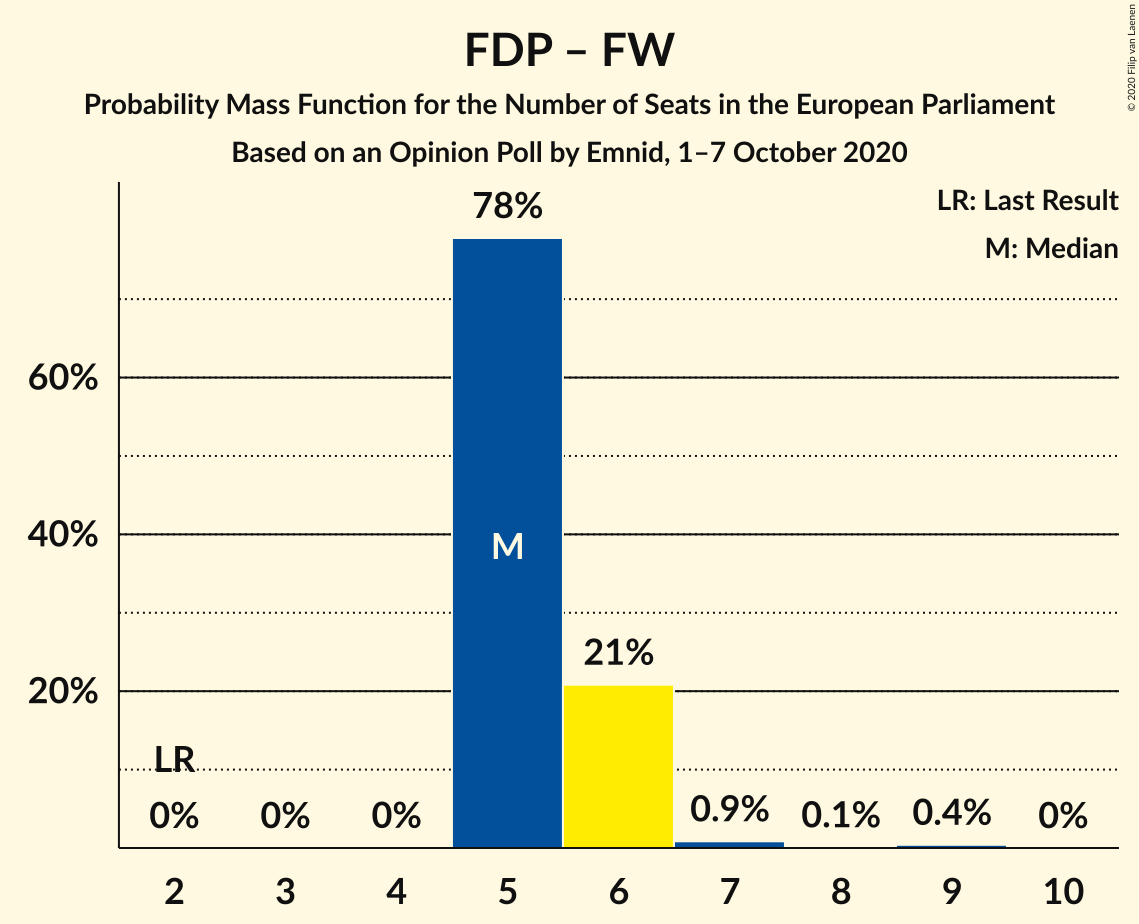 FDP – FW
Probability Mass Function for the Number of Seats in the European Parliament
Based on an Opinion Poll by Emnid, 1–7 October 2020
© 2020 Filip van Laenen
LR: Last Result
M: Median
78%
60%
40%
M
21%
20%
LR
0% 0% 0% 0.9% 0.1% 0.4% 0%
2 3 4 5 6 7 8 9 10